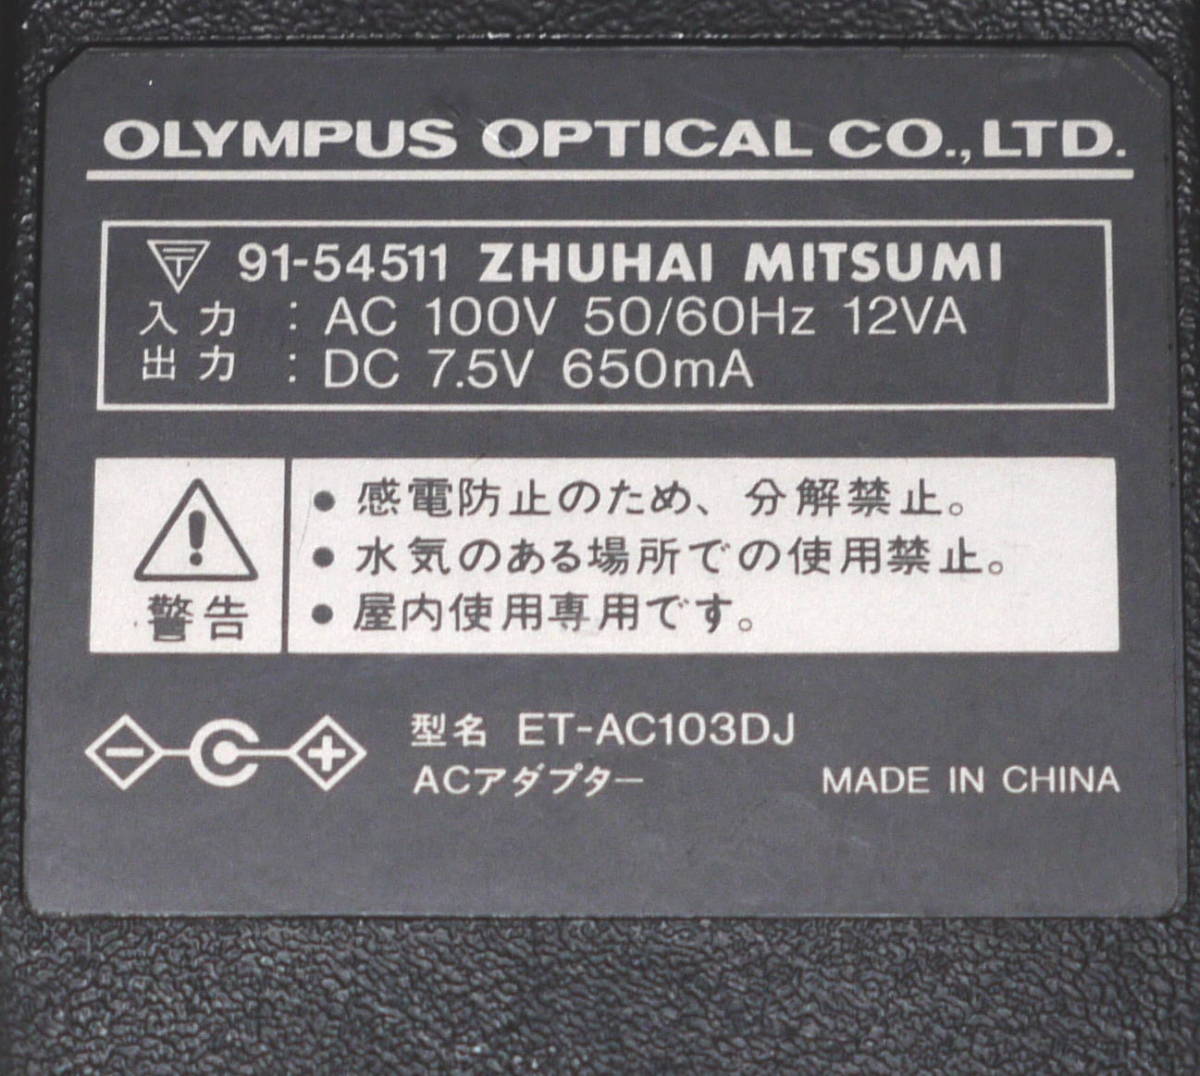 OLYMPUS OPTICAL CO.,LTD.
〒 91-54511 ZHUHAI MITSUMI
入力 : AC 100V 50/60Hz 12VA
出力 : DC 7.5V 650mA
警告
● 感電防止のため、分解禁止。
● 水気のある場所での使用禁止。
● 屋内使用専用です。
型名 ET-AC103DJ
ACアダプター
MADE IN CHINA